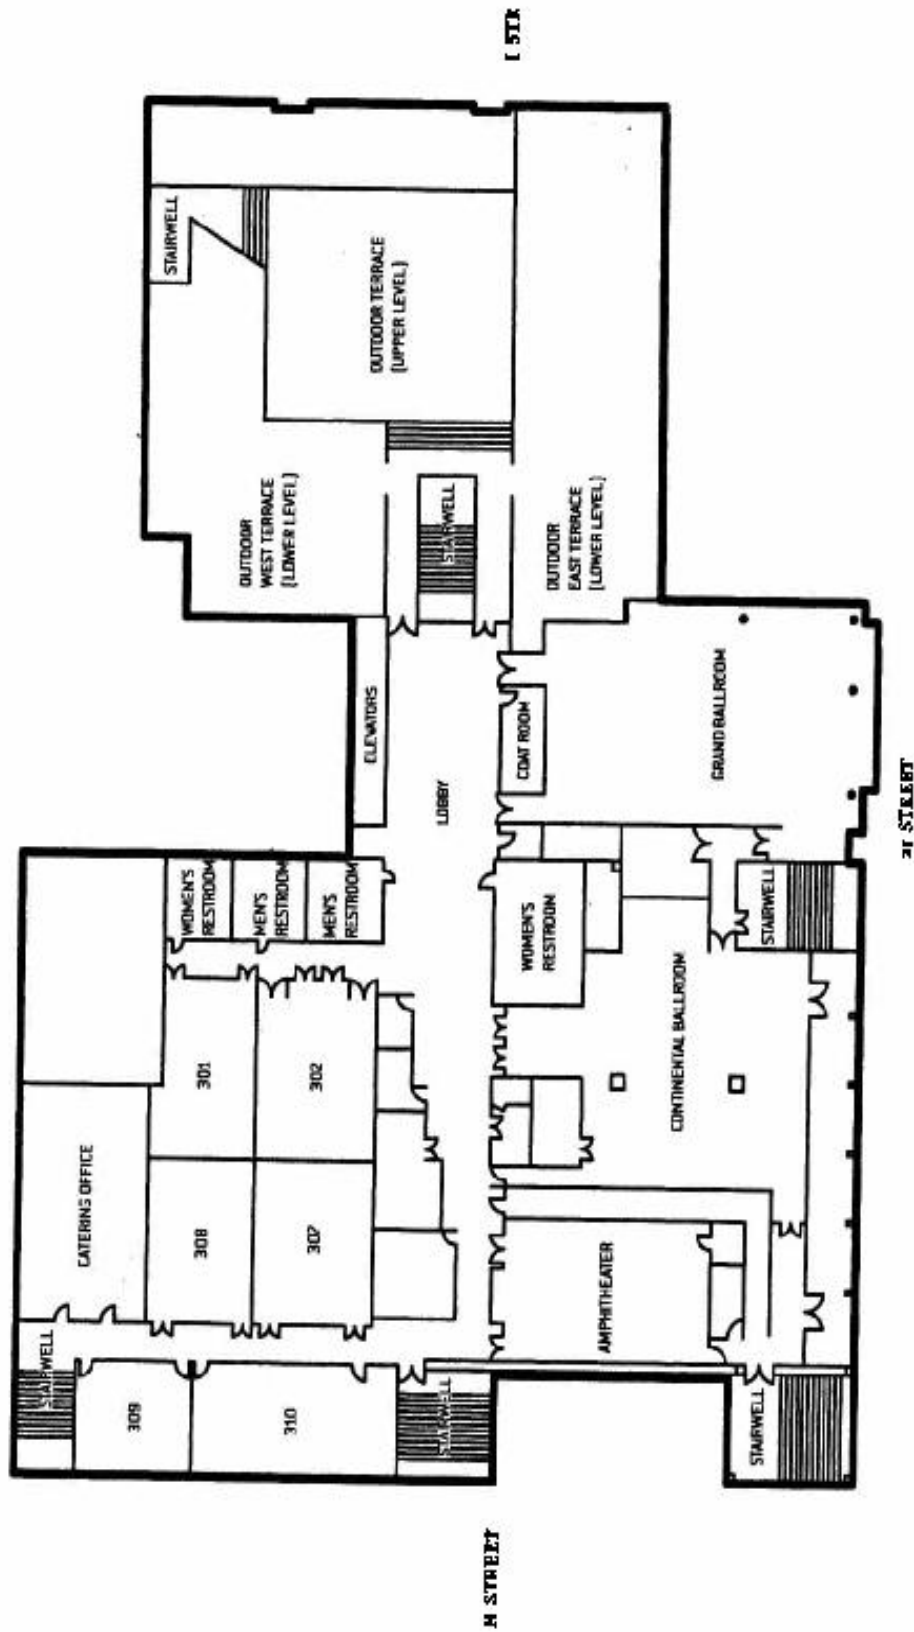 I STR
STAIRWELL
OUTDOOR TERRACE
[UPPER LEVEL]
OUTDOOR
WEST TERRACE
[LOWER LEVEL]
STAIRWELL
OUTDOOR
EAST TERRACE
[LOWER LEVEL]
ELEVATORS
LOBBY
COAT ROOM
GRAND BALLROOM
21 STREET
WOMEN'S
RESTROOM
MEN'S
RESTROOM
MEN'S
RESTROOM
WOMEN'S
RESTROOM
STAIRWELL
301
302
CONTINENTAL BALLROOM
CATERING OFFICE
308
307
AMPHITHEATER
STAIRWELL
309
310
STAIRWELL
STAIRWELL
H STREET